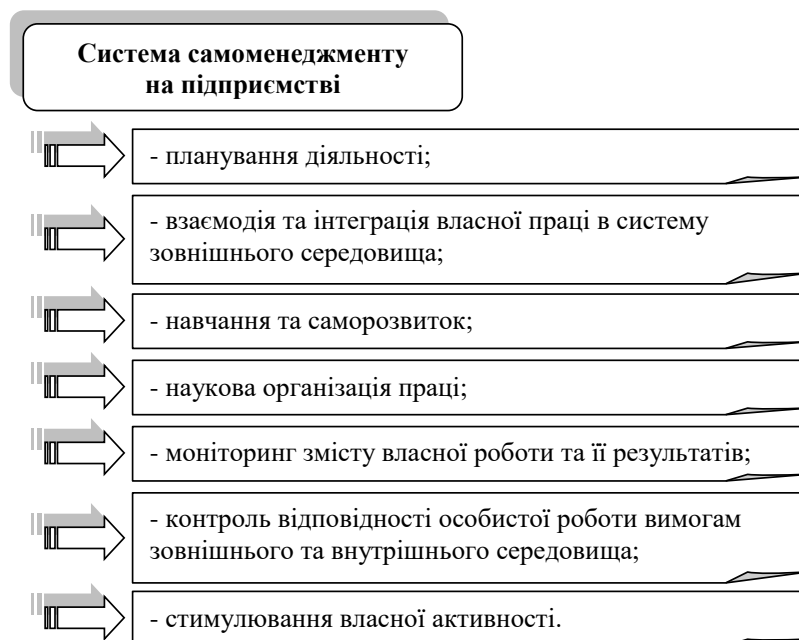 Система самоменеджменту
на підприємстві
- планування діяльності;
- взаємодія та інтеграція власної праці в систему
зовнішнього середовища;
- навчання та саморозвиток;
- наукова організація праці;
- моніторинг змісту власної роботи та її результатів;
- контроль відповідності особистої роботи вимогам
зовнішнього та внутрішнього середовища;
- стимулювання власної активності.